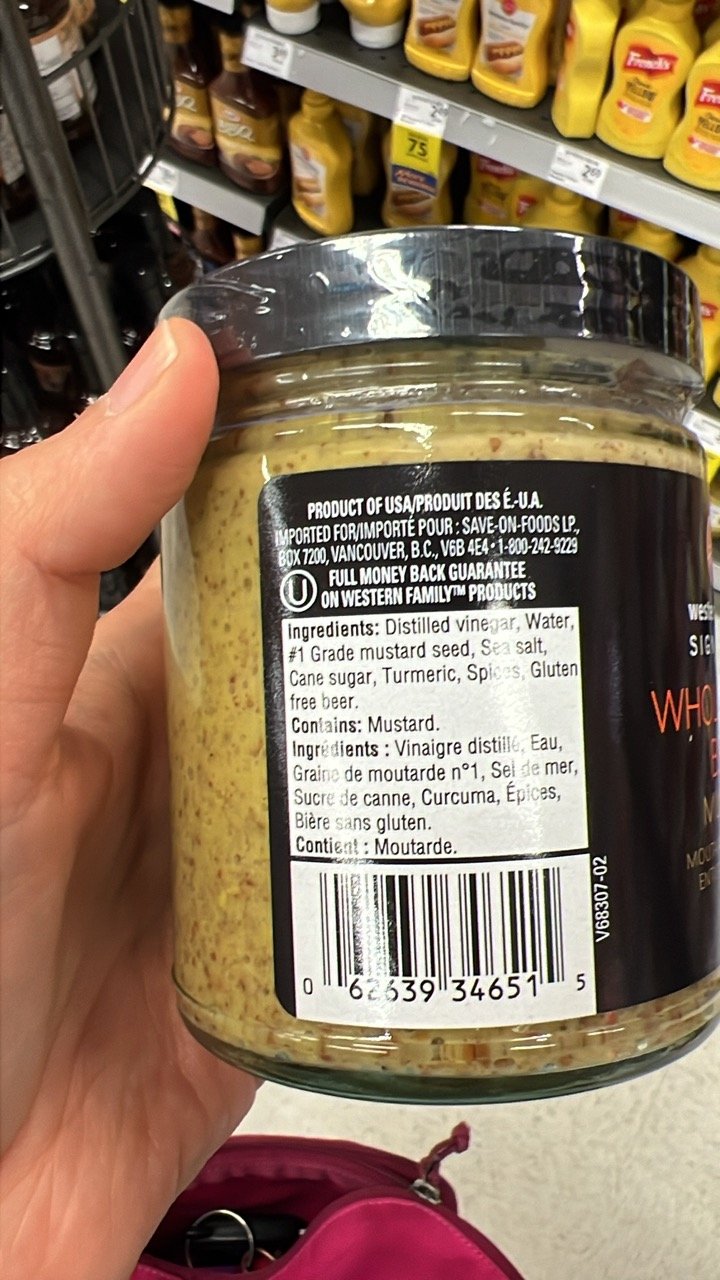 French's
75
PRODUCT OF USA/PRODUIT DES É.-U.A.
IMPORTED FOR/IMPORTÉ POUR : SAVE-ON-FOODS LP.,
BOX 7200, VANCOUVER, B.C., V6B 4E4 • 1-800-242-9229
U FULL MONEY BACK GUARANTEE
ON WESTERN FAMILY™ PRODUCTS
Ingredients: Distilled vinegar, Water,
#1 Grade mustard seed, Sea salt,
Cane sugar, Turmeric, Spices, Gluten
free beer.
Contains: Mustard.
Ingrédients : Vinaigre distillé, Eau,
Graine de moutarde n°1, Sel de mer,
Sucre de canne, Curcuma, Épices,
Bière sans gluten.
Contient : Moutarde.
0 62639 34651 5
V68307-02